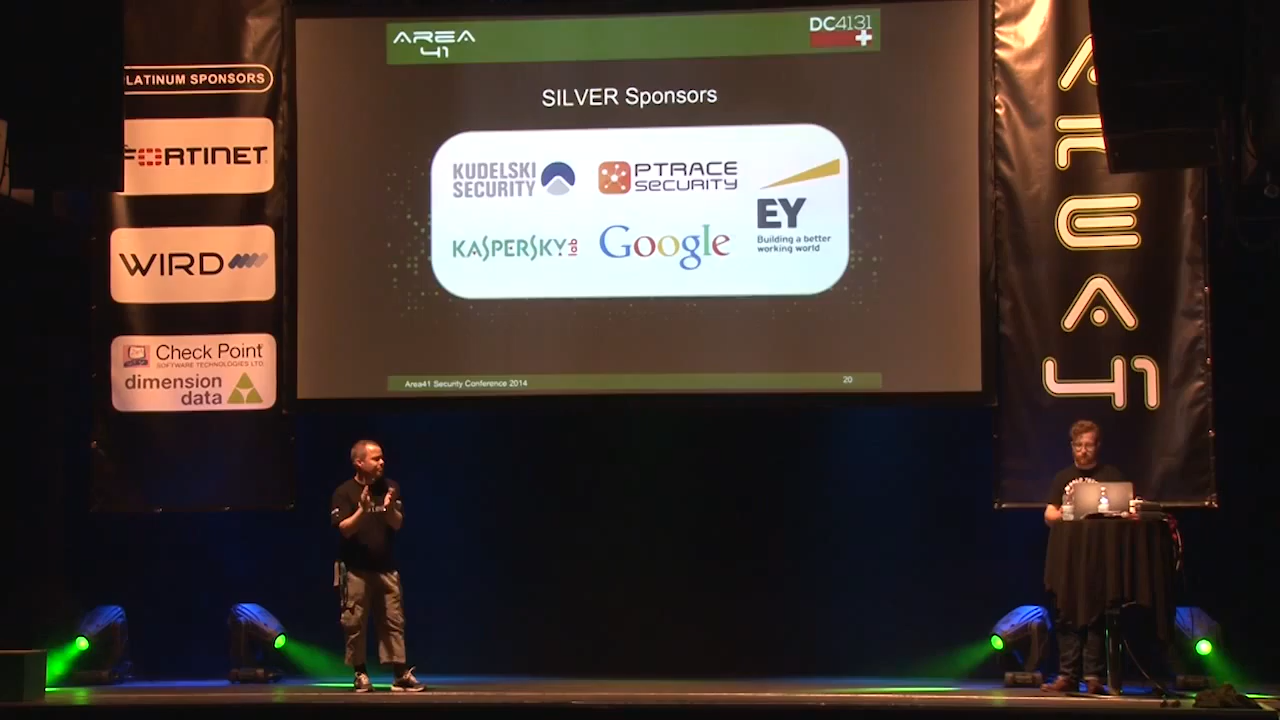 LATINUM SPONSORS
FORTINET
WIRD
Check Point
SOFTWARE TECHNOLOGIES LTD.
dimension
data
AREA
41
DC4131
SILVER Sponsors
KUDELSKI
SECURITY
PTRACE
SECURITY
EY
Building a better
working world
KASPERSKY lab
Google
Area41 Security Conference 2014
20
AREA
41